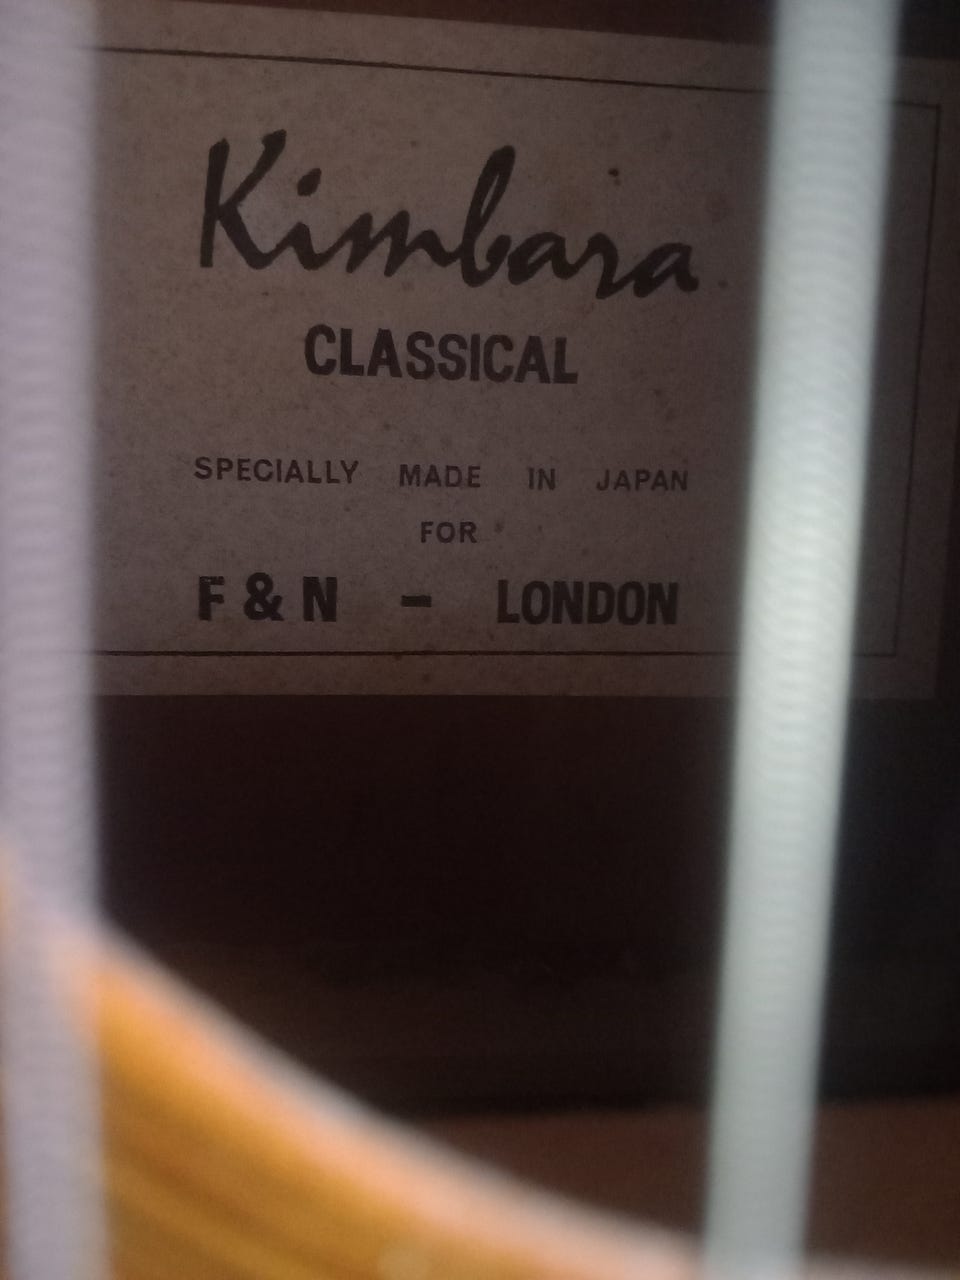 Kimbara
CLASSICAL
SPECIALLY MADE IN JAPAN
FOR
F & N - LONDON